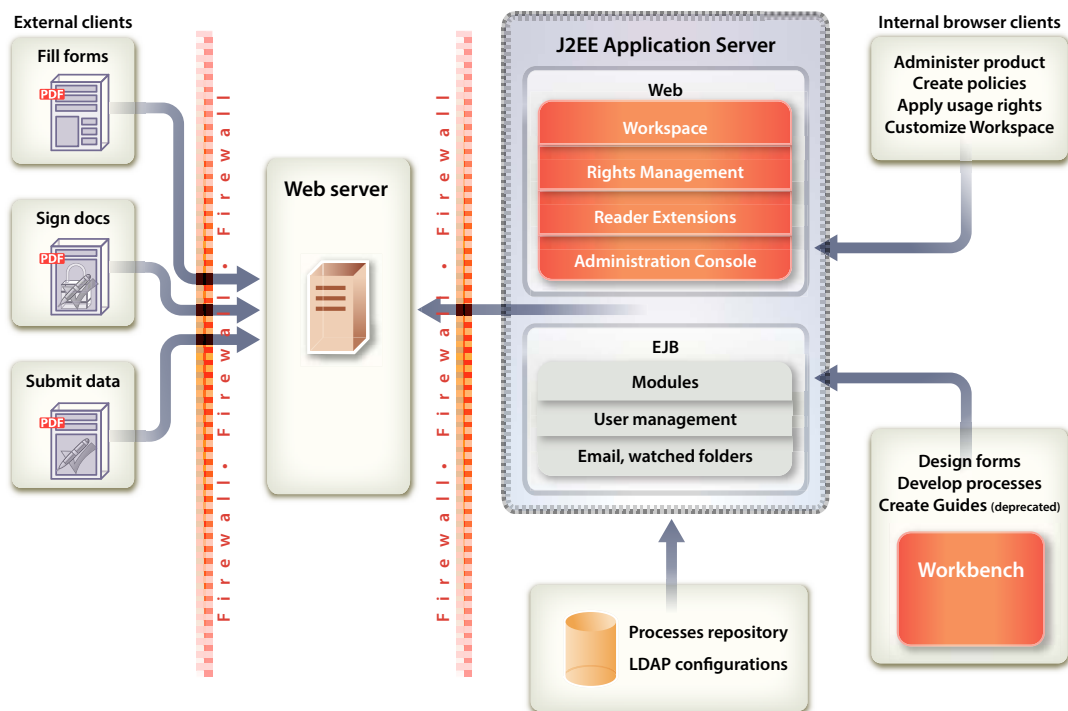 External clients
Fill forms
PDF
Sign docs
PDF
Submit data
PDF
Firewall • Firewall • Firewall
Web server
Firewall • Firewall • Firewall
J2EE Application Server
Web
Workspace
Rights Management
Reader Extensions
Administration Console
EJB
Modules
User management
Email, watched folders
Processes repository
LDAP configurations
Internal browser clients
Administer product
Create policies
Apply usage rights
Customize Workspace
Design forms
Develop processes
Create Guides (deprecated)
Workbench